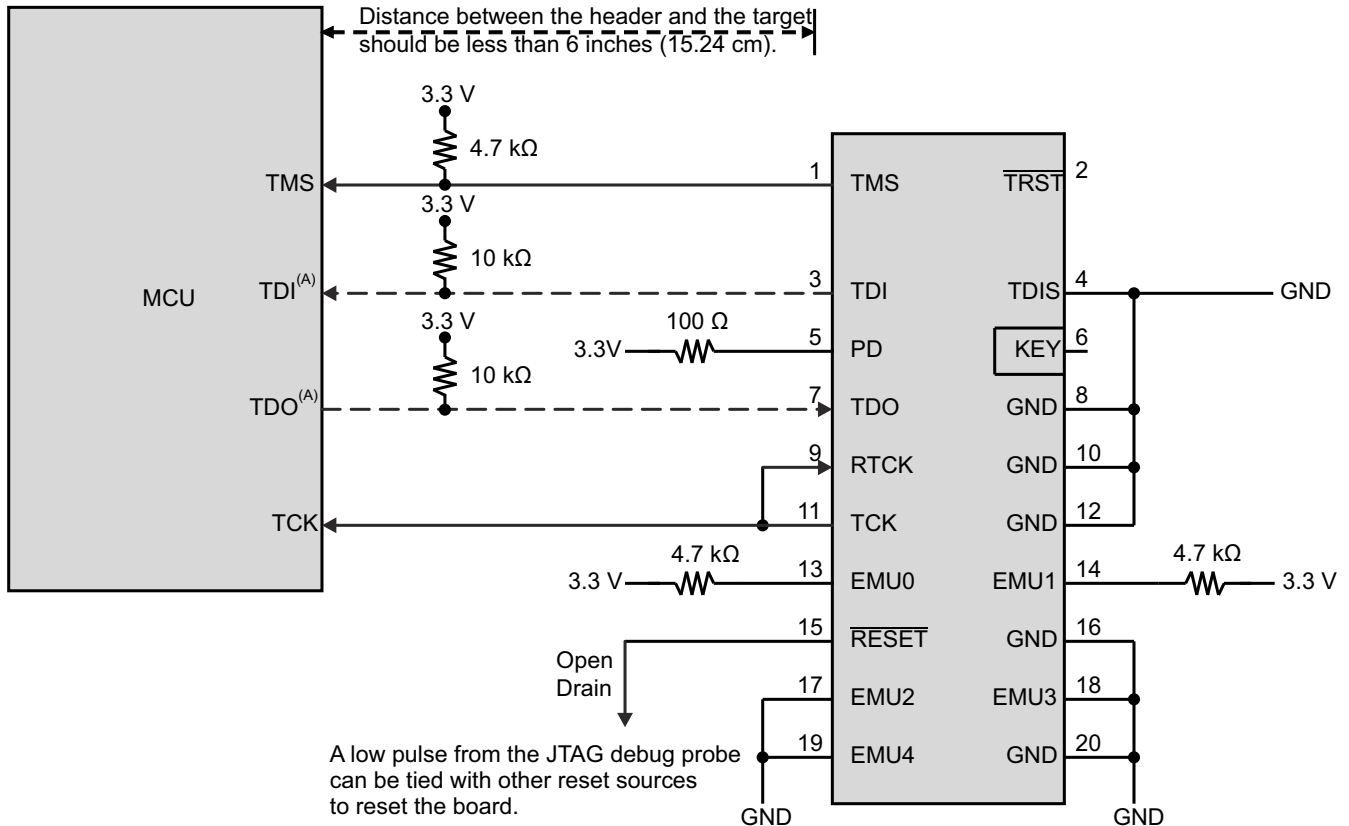 Distance between the header and the target
should be less than 6 inches (15.24 cm).
3.3 V
4.7 kΩ
TMS
1
TMS
TRST
2
3.3 V
10 kΩ
MCU
TDI(A)
3
TDI
TDIS
4
GND
3.3 V
100 Ω
3.3V
5
PD
KEY
6
10 kΩ
TDO(A)
7
TDO
GND
8
9
RTCK
GND
10
TCK
11
TCK
GND
12
4.7 kΩ
3.3 V
13
EMU0
EMU1
14
4.7 kΩ
3.3 V
15
RESET
GND
16
Open
Drain
17
EMU2
EMU3
18
A low pulse from the JTAG debug probe
can be tied with other reset sources
to reset the board.
19
EMU4
GND
20
GND
GND